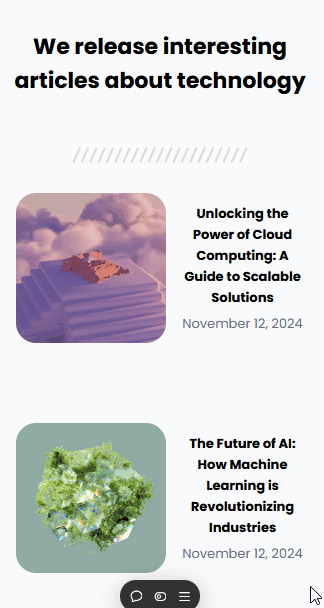 We release interesting
articles about technology
Unlocking the
Power of Cloud
Computing: A
Guide to Scalable
Solutions
November 12, 2024
The Future of AI:
How Machine
Learning is
Revolutionizing
Industries
November 12, 2024